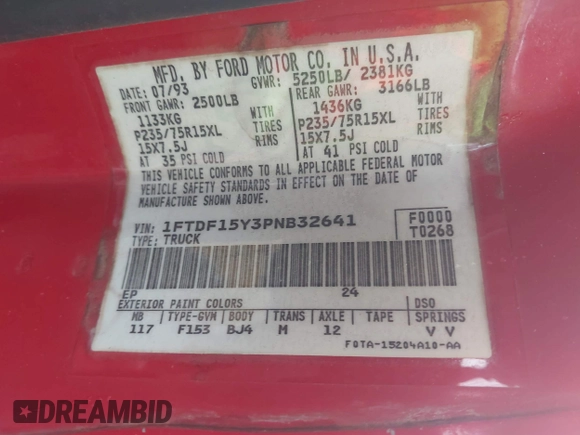 MFD. BY FORD MOTOR CO. IN U.S.A.
DATE: 07/93 GVWR: 5250LB/ 2381KG
FRONT GAWR: 2500LB REAR GAWR: 3166LB
1133KG WITH 1436KG WITH
P235/75R15XL TIRES P235/75R15XL TIRES
15X7.5J RIMS 15X7.5J RIMS
AT 35 PSI COLD AT 41 PSI COLD
THIS VEHICLE CONFORMS TO ALL APPLICABLE FEDERAL MOTOR
VEHICLE SAFETY STANDARDS IN EFFECT ON THE DATE OF
MANUFACTURE SHOWN ABOVE.
VIN: 1FTDF15Y3PNB32641 F0000
TYPE: TRUCK T0268
EP 24
EXTERIOR PAINT COLORS DSO
WB TYPE-GVM BODY TRANS AXLE TAPE SPRINGS
117 F153 BJ4 M 12 V V
F0TA-15204A10-AA
DREAMBID